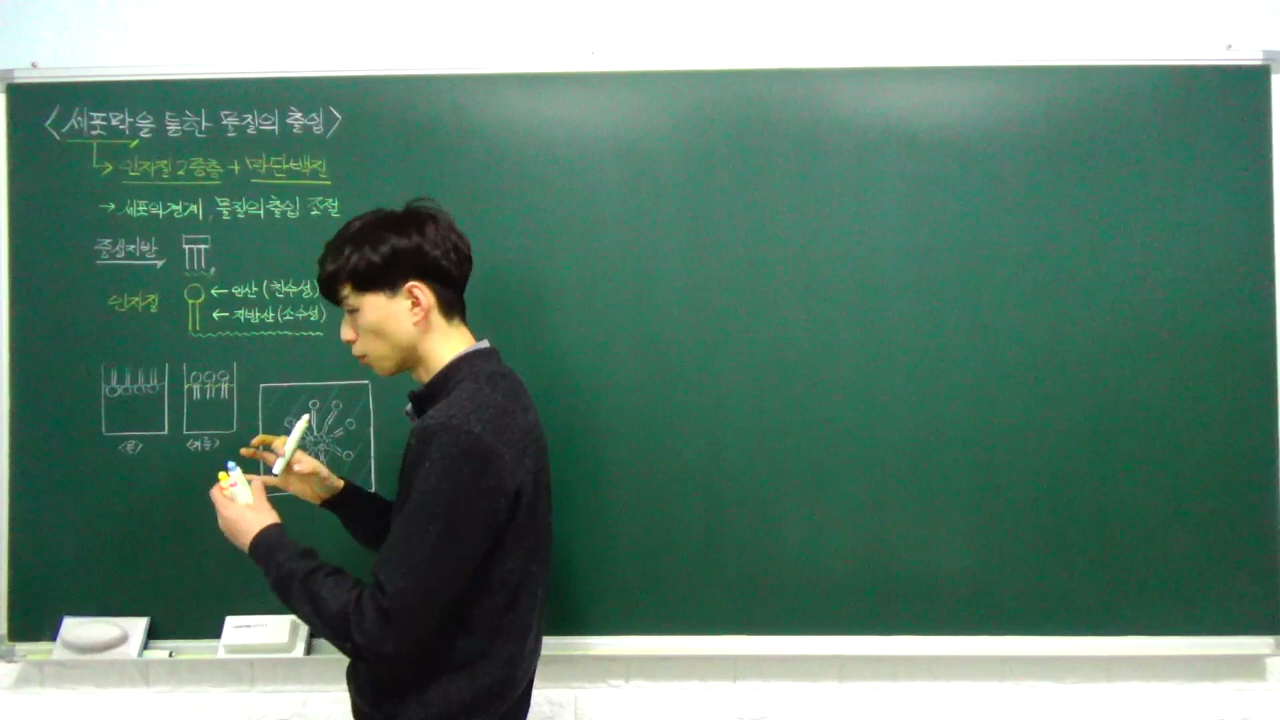 <세포막을 통한 물질의 출입>
→ 인지질 2중층 + 막단백질
→ 세포의 경계, 물질의 출입 조절
중성지방
인지질
← 인산 (친수성)
← 지방산 (소수성)
<물> <기름>